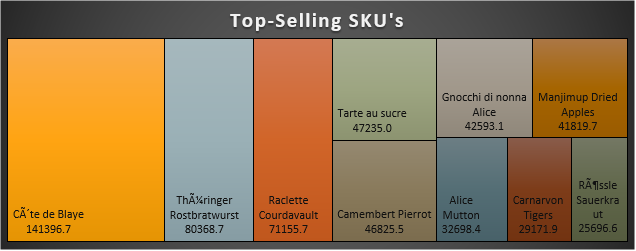 Top-Selling SKU's
CÃ´te de Blaye
141396.7
ThÃ¼ringer
Rostbratwurst
80368.7
Raclette
Courdavault
71155.7
Tarte au sucre
47235.0
Camembert Pierrot
46825.5
Gnocchi di nonna
Alice
42593.1
Manjimup Dried
Apples
41819.7
Alice
Mutton
32698.4
Carnarvon
Tigers
29171.9
RÃ¶ssle
Sauerkra
ut
25696.6